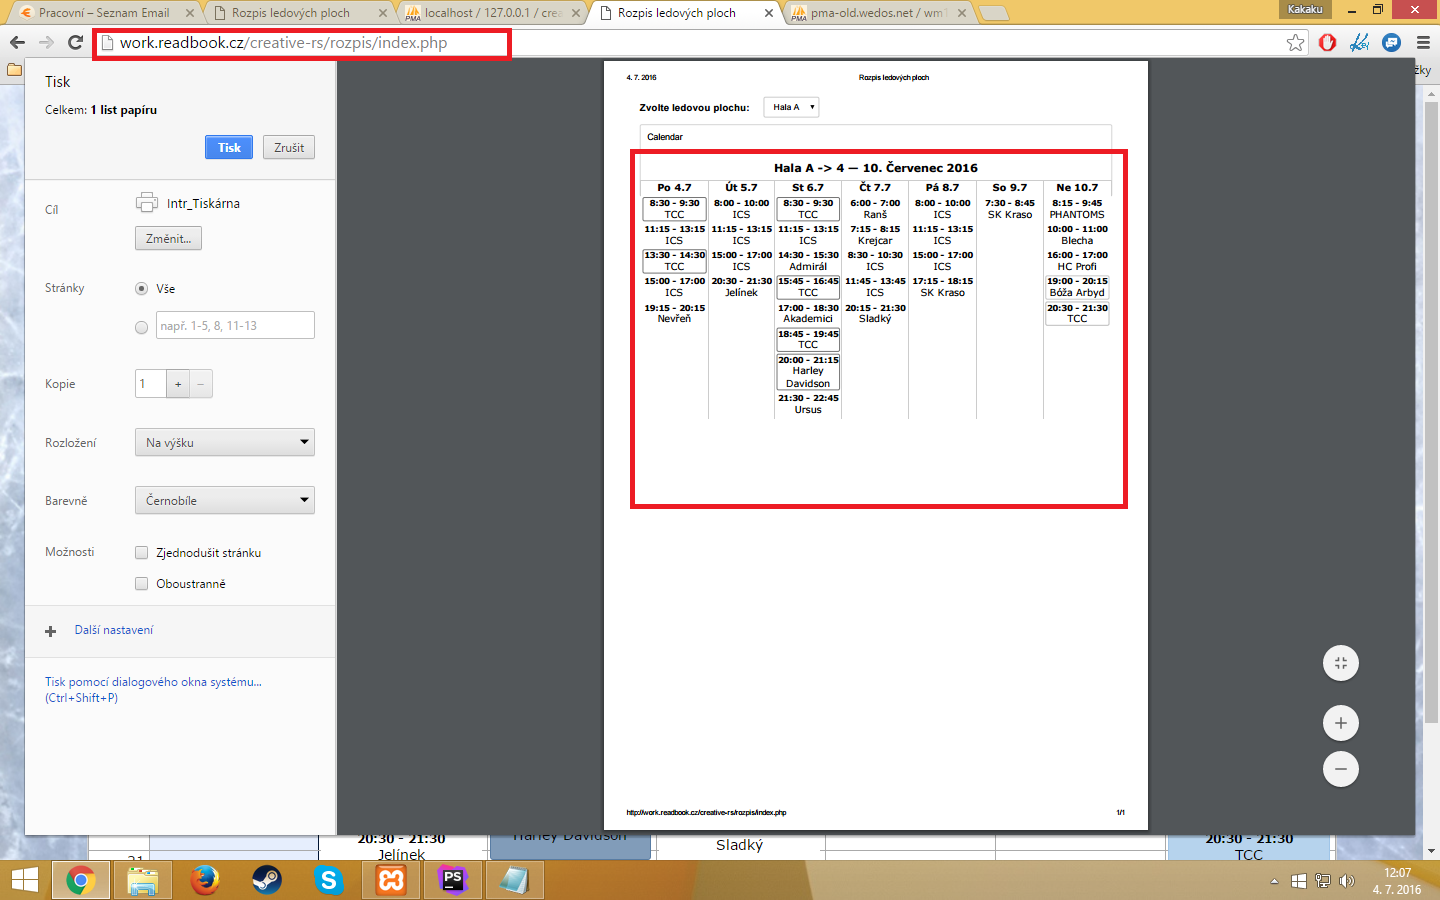 Pracovní – Seznam Email
Rozpis ledových ploch
localhost / 127.0.0.1 / crea
Rozpis ledových ploch
pma-old.wedos.net / wm1
Kakaku
work.readbook.cz/creative-rs/rozpis/index.php
žky
Tisk
Celkem: 1 list papíru
Tisk
Zrušit
Cíl
Intr_Tiskárna
Změnit...
Stránky
Vše
např. 1-5, 8, 11-13
Kopie
1
+
−
Rozložení
Na výšku
Barevně
Černobíle
Možnosti
Zjednodušit stránku
Oboustranně
Další nastavení
Tisk pomocí dialogového okna systému...
(Ctrl+Shift+P)
4. 7. 2016
Rozpis ledových ploch
Zvolte ledovou plochu:
Hala A
Calendar
Hala A -> 4 — 10. Červenec 2016
Po 4.7 Út 5.7 St 6.7 Čt 7.7 Pá 8.7 So 9.7 Ne 10.7
8:30 - 9:30 8:00 - 10:00 8:30 - 9:30 6:00 - 7:00 8:00 - 10:00 7:30 - 8:45 8:15 - 9:45
TCC ICS TCC Ranš ICS SK Kraso PHANTOMS
11:15 - 13:15 11:15 - 13:15 11:15 - 13:15 7:15 - 8:15 11:15 - 13:15 10:00 - 11:00
ICS ICS ICS Krejcar ICS Blecha
13:30 - 14:30 15:00 - 17:00 14:30 - 15:30 8:30 - 10:30 15:00 - 17:00 16:00 - 17:00
TCC ICS Admirál ICS ICS HC Profi
15:00 - 17:00 20:30 - 21:30 15:45 - 16:45 11:45 - 13:45 17:15 - 18:15 19:00 - 20:15
ICS Jelínek TCC ICS SK Kraso Bóža Arbyd
19:15 - 20:15 17:00 - 18:30 20:15 - 21:30 20:30 - 21:30
Nevřeň Akademici Sladký TCC
18:45 - 19:45
TCC
20:00 - 21:15
Harley
Davidson
21:30 - 22:45
Ursus
http://work.readbook.cz/creative-rs/rozpis/index.php
1/1
20:30 - 21:30 Harley Davidson 20:30 - 21:30
21 Jelínek Sladký TCC
PMA
PMA
PS
12:07
4. 7. 2016